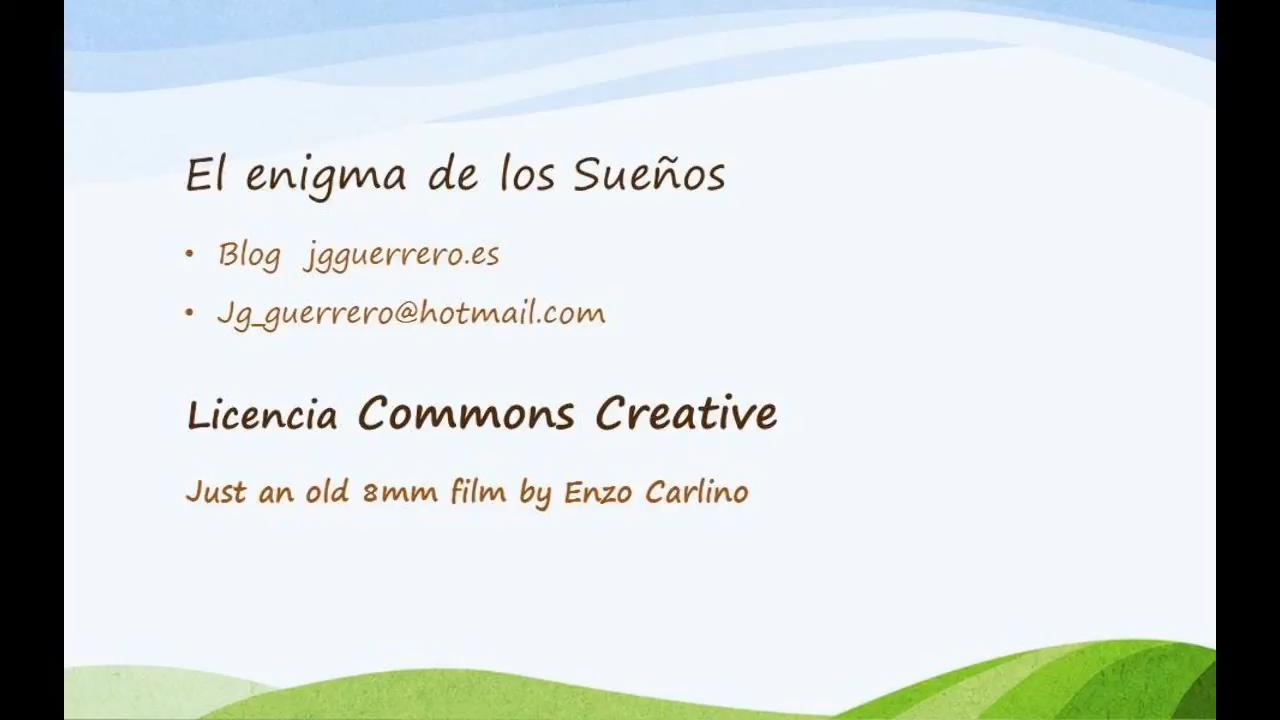 El enigma de los Sueños
• Blog jgguerrero.es
• Jg_guerrero@hotmail.com
Licencia Commons Creative
Just an old 8mm film by Enzo Carlino